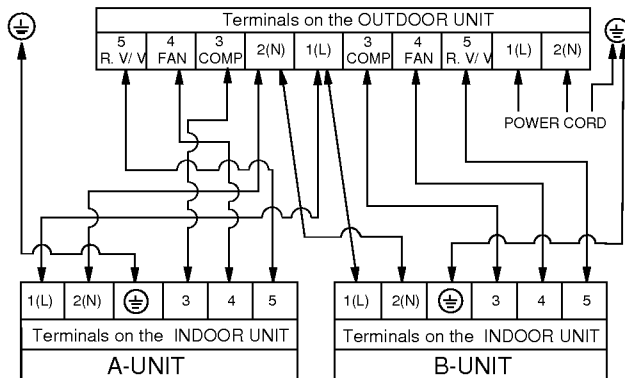 Terminals on the OUTDOOR UNIT
5 R. V/ V
4 FAN
3 COMP
2(N)
1(L)
3 COMP
4 FAN
5 R. V/ V
1(L)
2(N)
POWER CORD
1(L) 2(N) 3 4 5
Terminals on the INDOOR UNIT
A-UNIT
1(L) 2(N) 3 4 5
Terminals on the INDOOR UNIT
B-UNIT